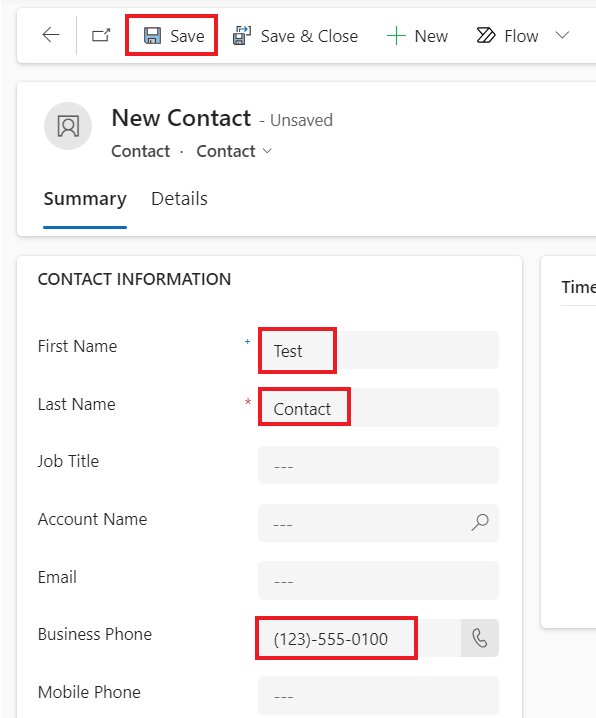 Save Save & Close New Flow
New Contact - Unsaved
Contact · Contact
Summary Details
CONTACT INFORMATION
Time
First Name + Test
Last Name * Contact
Job Title ---
Account Name ---
Email ---
Business Phone (123)-555-0100
Mobile Phone ---